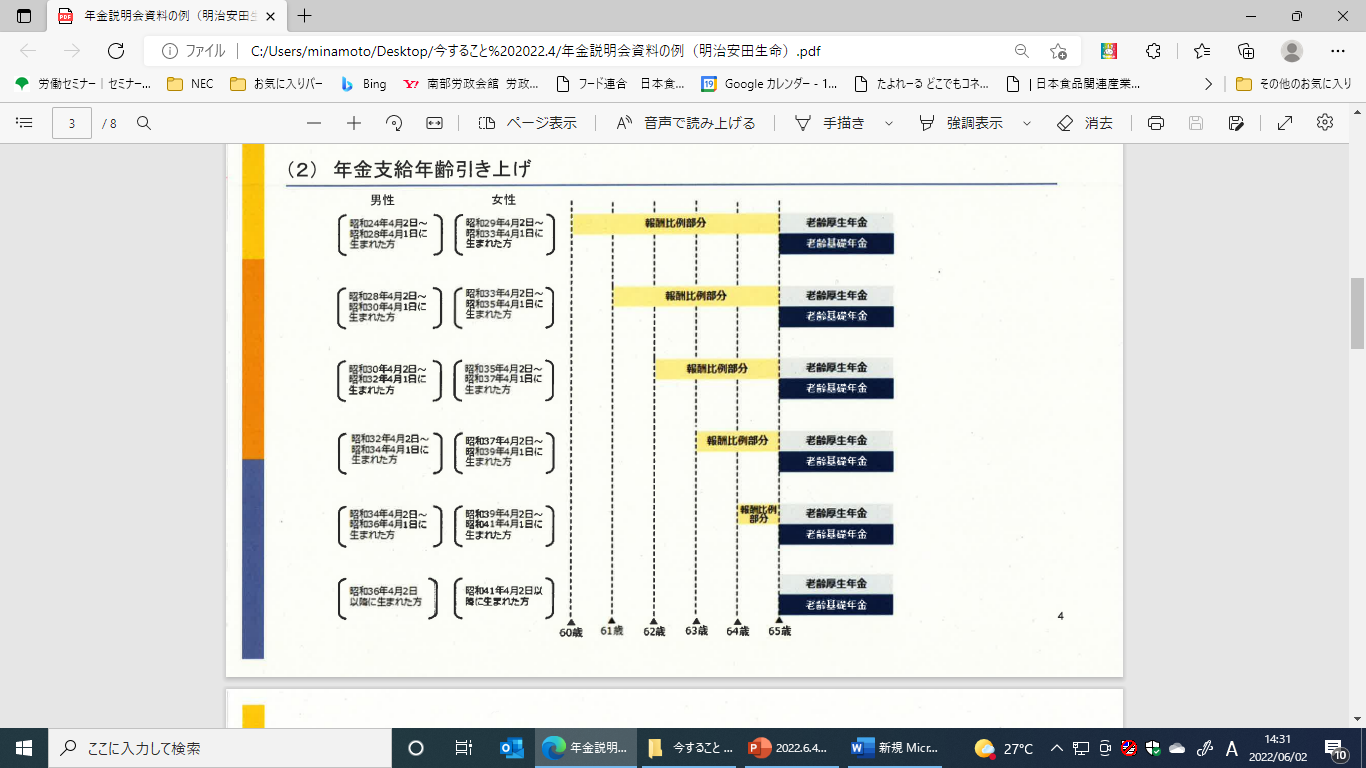 年金説明会資料の例（明治安田生
ファイル
C:/Users/minamoto/Desktop/今すること%202022.4/年金説明会資料の例（明治安田生命）.pdf
労働セミナー｜セミナー...
NEC
お気に入りバー
Bing
南部労政会館 労政...
フード連合 日本食...
Google カレンダー - 1...
たよれーる どこでもコネ...
| 日本食品関連産業...
その他のお気に入り
3
/ 8
ページ表示
音声で読み上げる
手描き
強調表示
消去
（２） 年金支給年齢引き上げ
男性
女性
昭和24年4月2日～
昭和28年4月1日に
生まれた方
昭和29年4月2日～
昭和33年4月1日に
生まれた方
報酬比例部分
老齢厚生年金
老齢基礎年金
昭和28年4月2日～
昭和30年4月1日に
生まれた方
昭和33年4月2日～
昭和35年4月1日に
生まれた方
報酬比例部分
老齢厚生年金
老齢基礎年金
昭和30年4月2日～
昭和32年4月1日に
生まれた方
昭和35年4月2日～
昭和37年4月1日に
生まれた方
報酬比例部分
老齢厚生年金
老齢基礎年金
昭和32年4月2日～
昭和34年4月1日に
生まれた方
昭和37年4月2日～
昭和39年4月1日に
生まれた方
報酬比例部分
老齢厚生年金
老齢基礎年金
昭和34年4月2日～
昭和36年4月1日に
生まれた方
昭和39年4月2日～
昭和41年4月1日に
生まれた方
報酬比例
部分
老齢厚生年金
老齢基礎年金
昭和36年4月2日
以降に生まれた方
昭和41年4月2日以
降に生まれた方
老齢厚生年金
老齢基礎年金
60歳
61歳
62歳
63歳
64歳
65歳
4
ここに入力して検索
年金説明...
今すること ...
2022.6.4...
新規 Micr...
27℃
A
14:31
2022/06/02
10